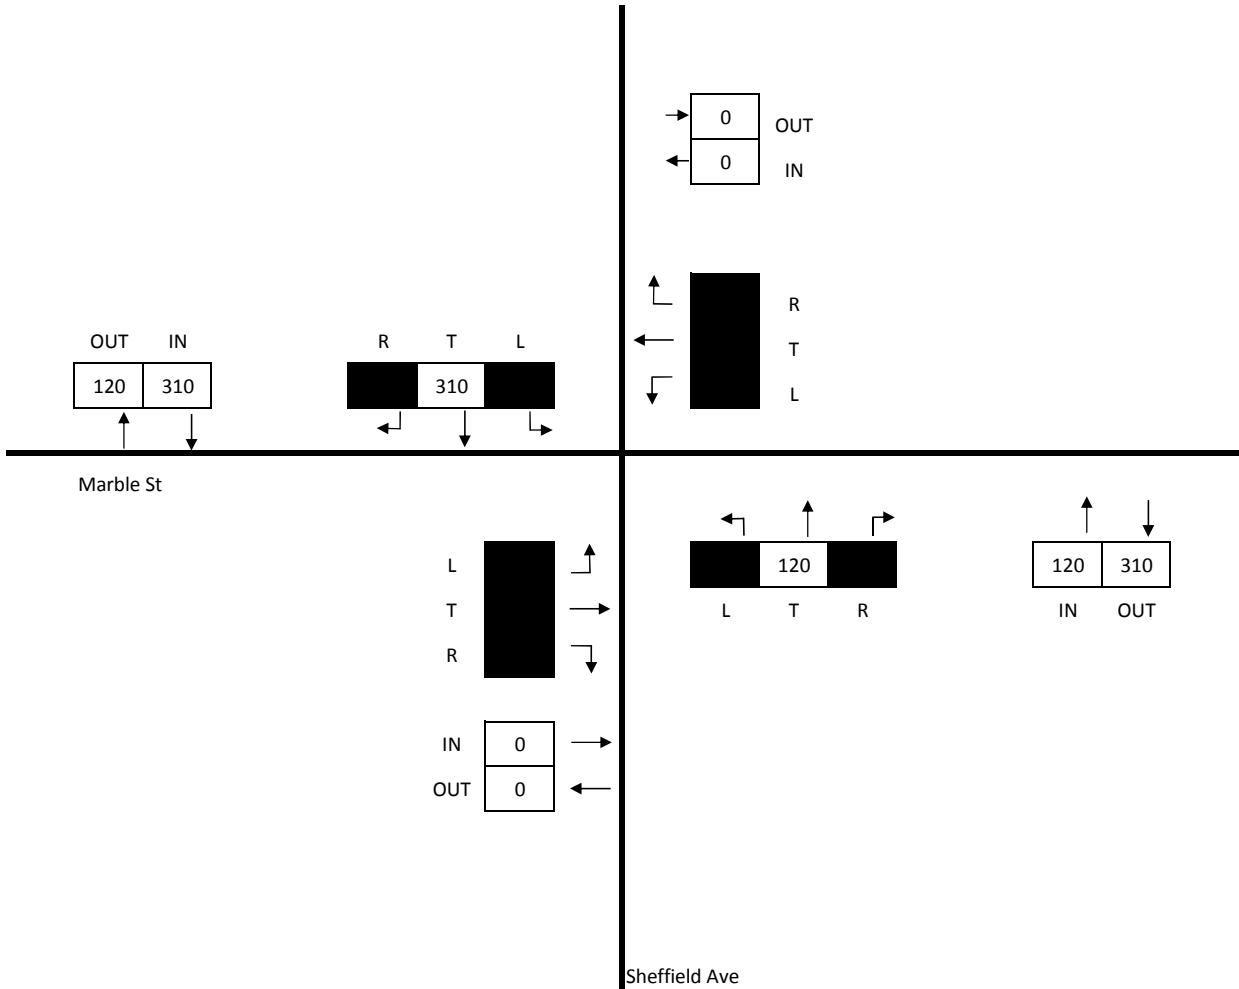 0
OUT
0
IN
R
T
L
OUT IN
120 310
R T L
310
Marble St
L
T
R
120
L T R
120 310
IN OUT
IN 0
OUT 0
Sheffield Ave